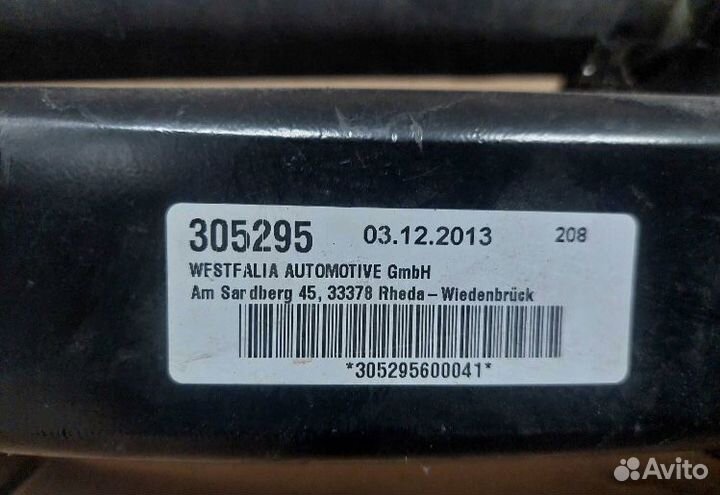 305295 03.12.2013 208
WESTFALIA AUTOMOTIVE GmbH
Am Sandberg 45, 33378 Rheda-Wiedenbrück
*305295600041*
Avito